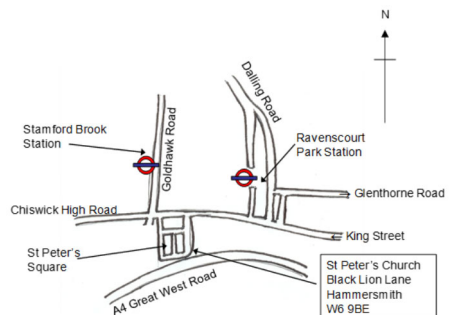 N
Dalling Road
Goldhawk Road
Stamford Brook
Station
Ravenscourt
Park Station
Glenthorne Road
Chiswick High Road
King Street
St Peter's
Square
A4 Great West Road
St Peter's Church
Black Lion Lane
Hammersmith
W6 9BE